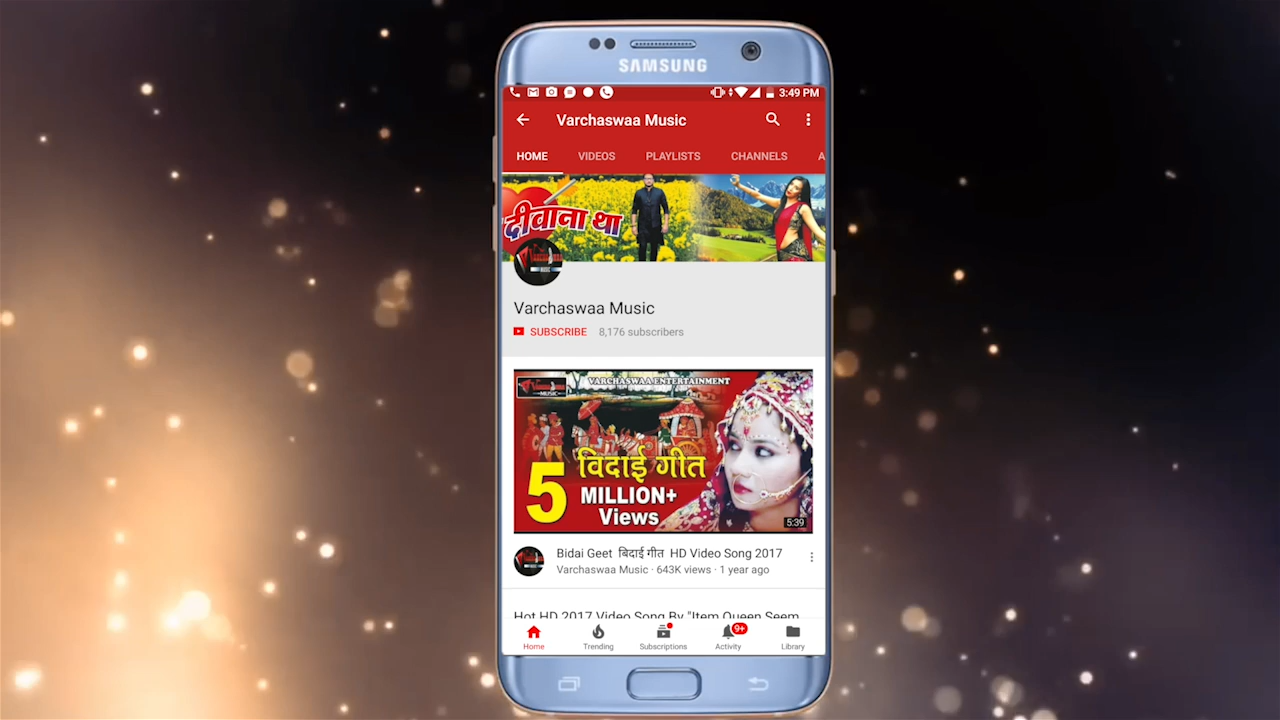 SAMSUNG
3:49 PM
Varchaswaa Music
HOME VIDEOS PLAYLISTS CHANNELS A
दीवाना था
Varchaswaa Music
SUBSCRIBE 8,176 subscribers
VARCHASWAA ENTERTAINMENT
MUSIC
विदाई गीत
5 MILLION+
Views
5:39
Bidai Geet बिदाई गीत HD Video Song 2017
Varchaswaa Music · 643K views · 1 year ago
Hot HD 2017 Video Song By "Item Queen Seem
9+
Home Trending Subscriptions Activity Library